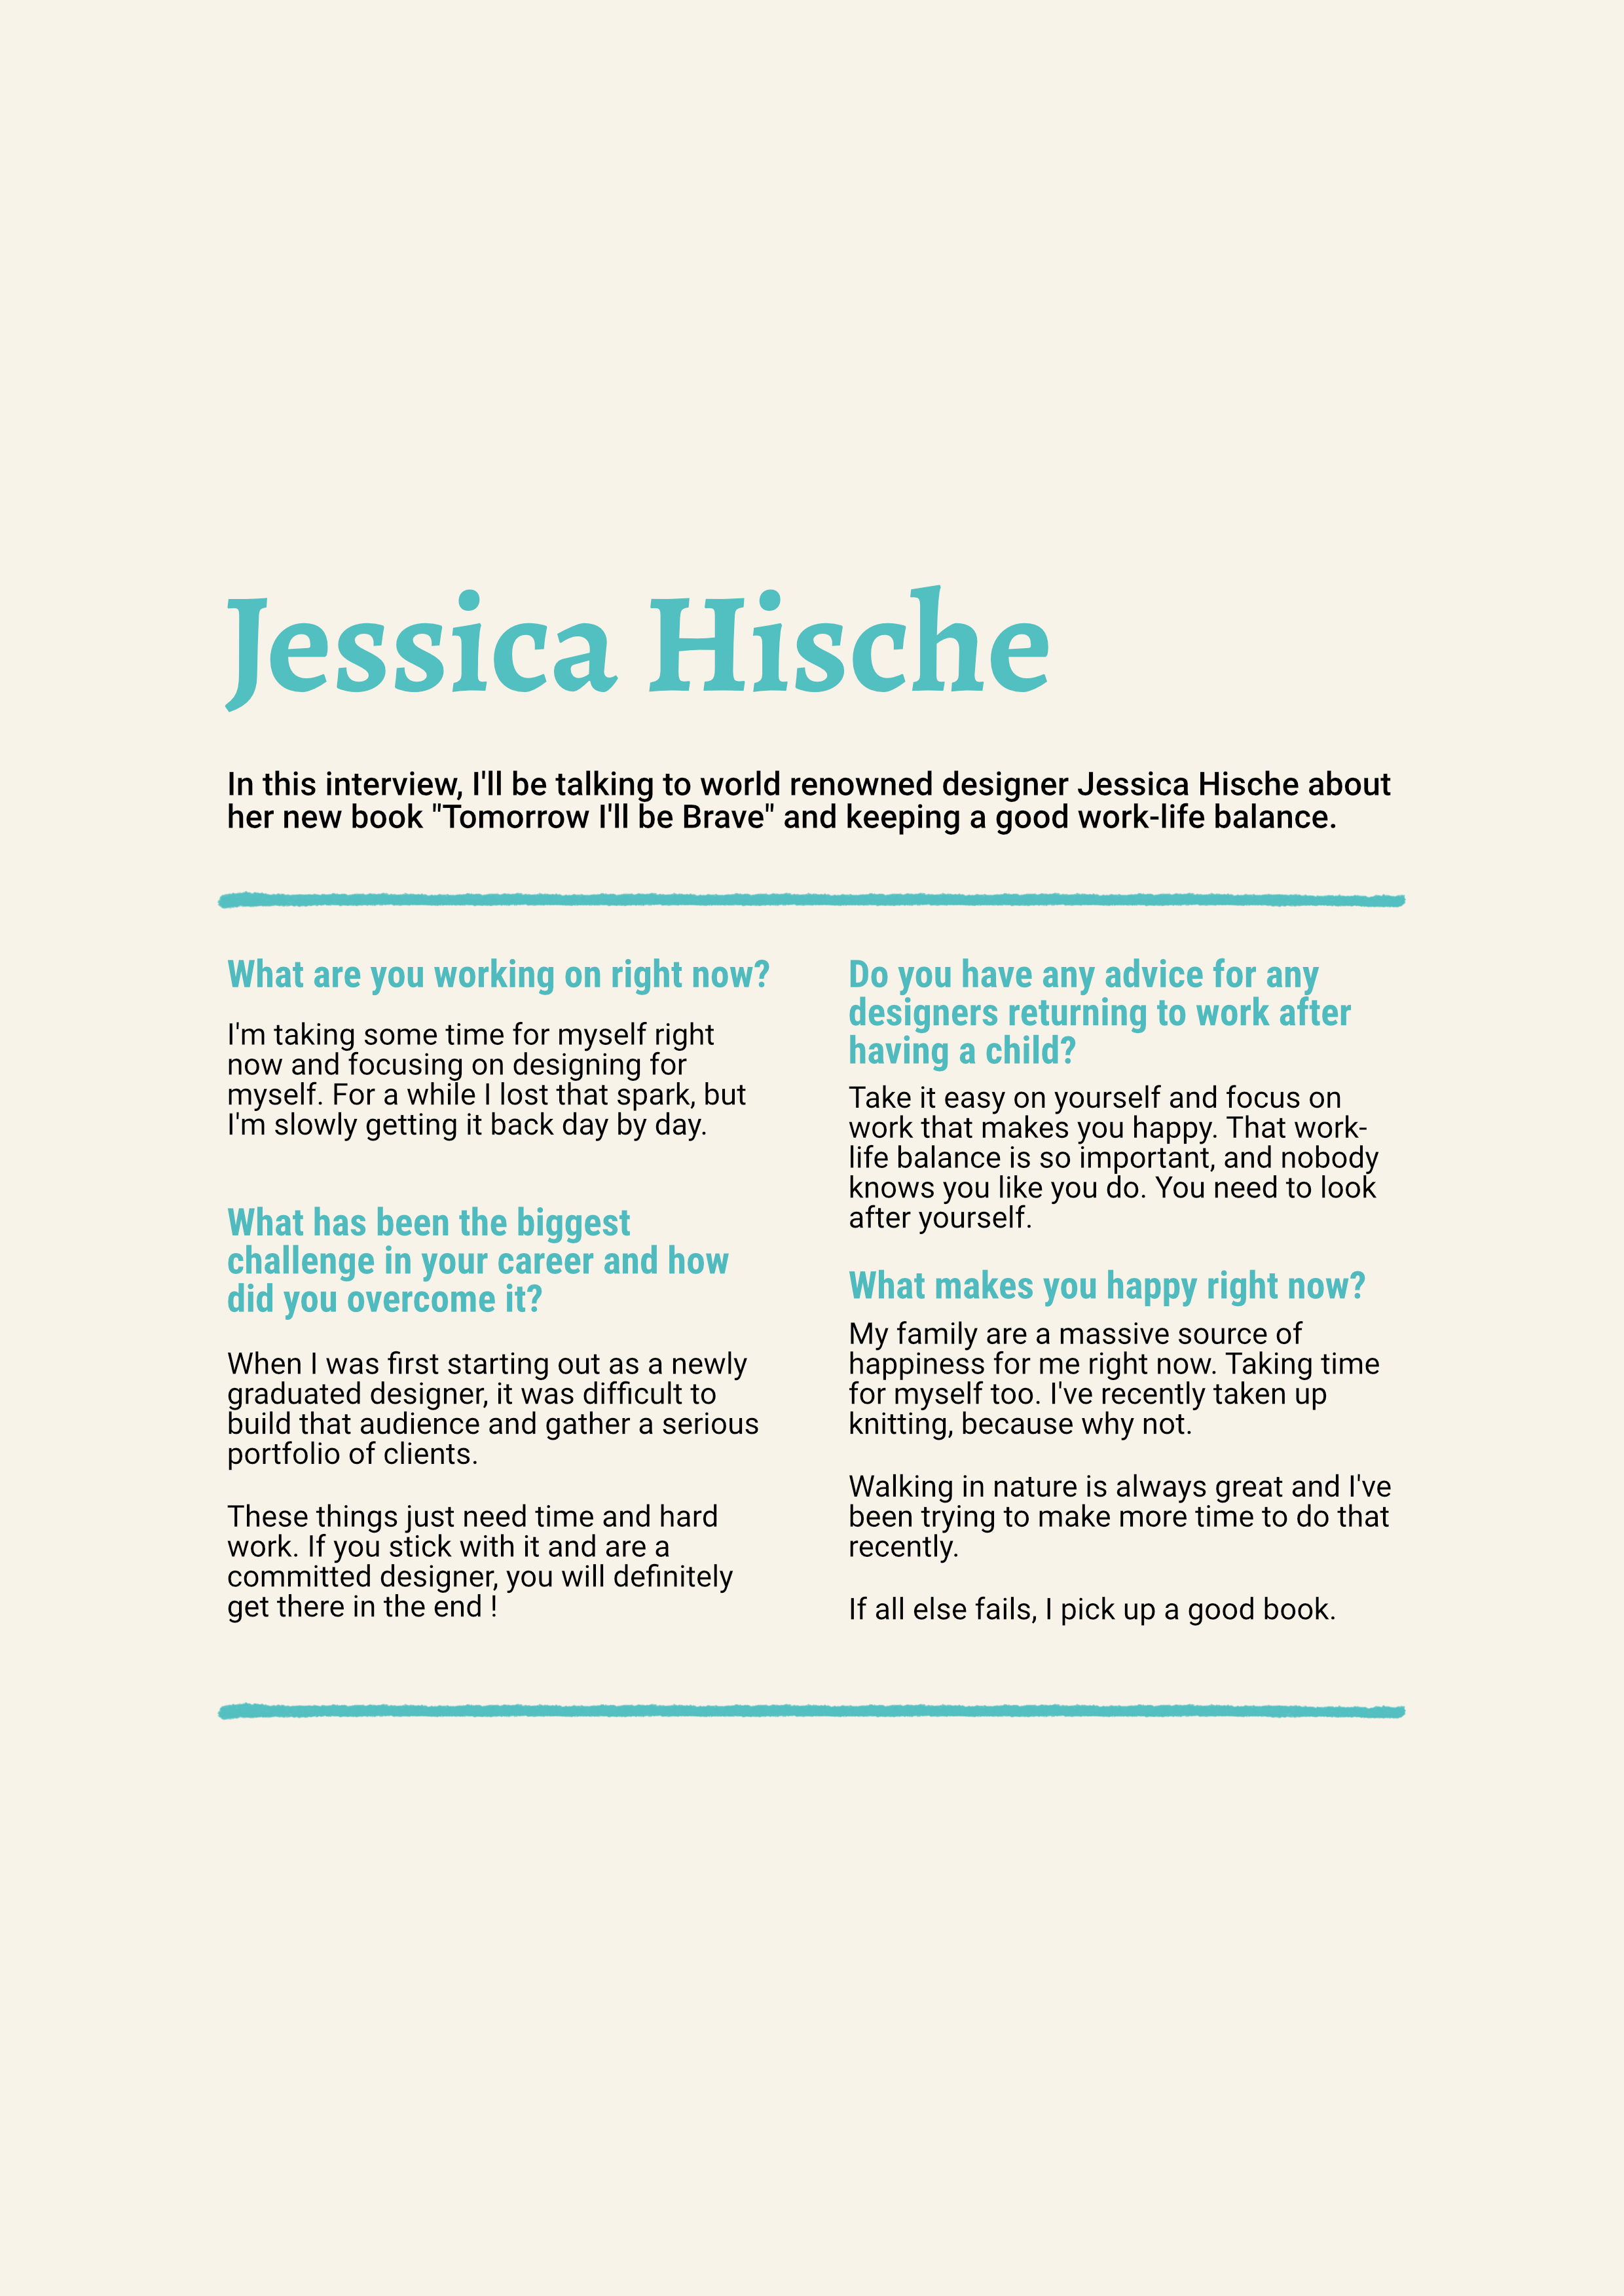 Jessica Hische
In this interview, I'll be talking to world renowned designer Jessica Hische about
her new book "Tomorrow I'll be Brave" and keeping a good work-life balance.
What are you working on right now?
I'm taking some time for myself right
now and focusing on designing for
myself. For a while I lost that spark, but
I'm slowly getting it back day by day.
What has been the biggest
challenge in your career and how
did you overcome it?
When I was first starting out as a newly
graduated designer, it was difficult to
build that audience and gather a serious
portfolio of clients.
These things just need time and hard
work. If you stick with it and are a
committed designer, you will definitely
get there in the end !
Do you have any advice for any
designers returning to work after
having a child?
Take it easy on yourself and focus on
work that makes you happy. That work-
life balance is so important, and nobody
knows you like you do. You need to look
after yourself.
What makes you happy right now?
My family are a massive source of
happiness for me right now. Taking time
for myself too. I've recently taken up
knitting, because why not.
Walking in nature is always great and I've
been trying to make more time to do that
recently.
If all else fails, I pick up a good book.